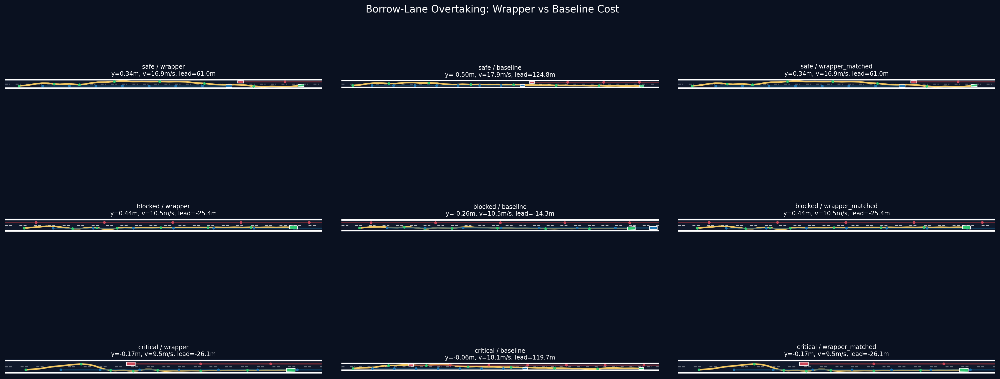 Borrow-Lane Overtaking: Wrapper vs Baseline Cost
safe / wrapper
y=0.34m, v=16.9m/s, lead=61.0m
safe / baseline
y=-0.50m, v=17.9m/s, lead=124.8m
safe / wrapper_matched
y=0.34m, v=16.9m/s, lead=61.0m
blocked / wrapper
y=0.44m, v=10.5m/s, lead=-25.4m
blocked / baseline
y=-0.26m, v=10.5m/s, lead=-14.3m
blocked / wrapper_matched
y=0.44m, v=10.5m/s, lead=-25.4m
critical / wrapper
y=-0.17m, v=9.5m/s, lead=-26.1m
critical / baseline
y=-0.06m, v=18.1m/s, lead=119.7m
critical / wrapper_matched
y=-0.17m, v=9.5m/s, lead=-26.1m